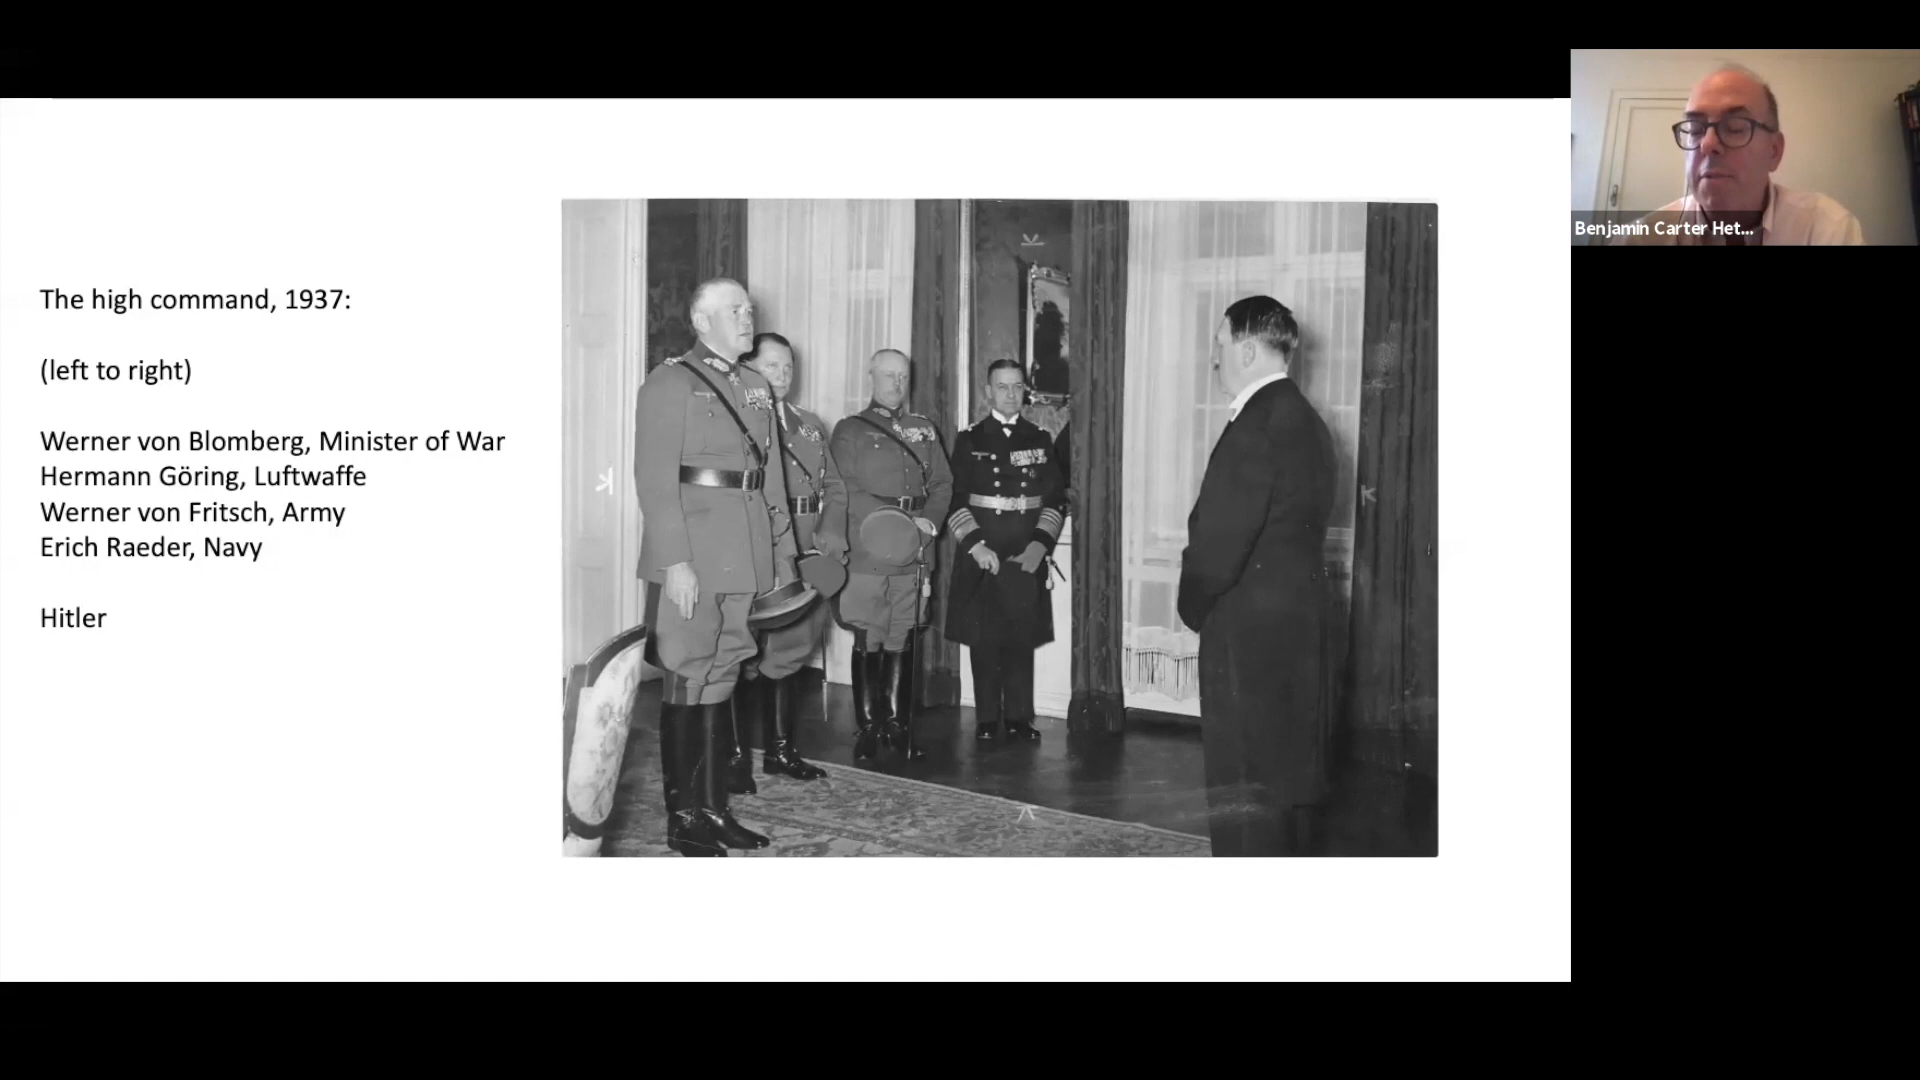 The high command, 1937:
(left to right)
Werner von Blomberg, Minister of War
Hermann Göring, Luftwaffe
Werner von Fritsch, Army
Erich Raeder, Navy
Hitler
Benjamin Carter Het...